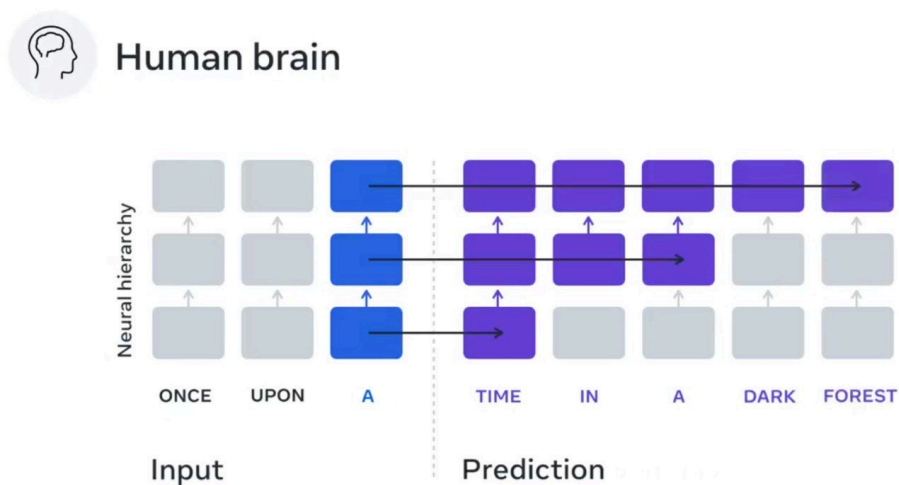 Human brain
Neural hierarchy
ONCE UPON A TIME IN A DARK FOREST
Input Prediction